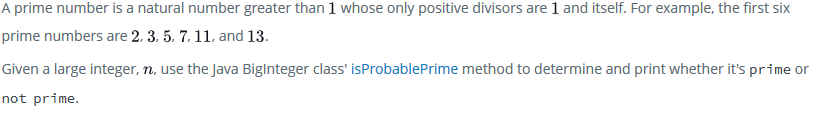 A prime number is a natural number greater than 1 whose only positive divisors are 1 and itself. For example, the first six
prime numbers are 2, 3, 5, 7, 11, and 13.
Given a large integer, n, use the Java BigInteger class' isProbablePrime method to determine and print whether it's prime or
not prime.